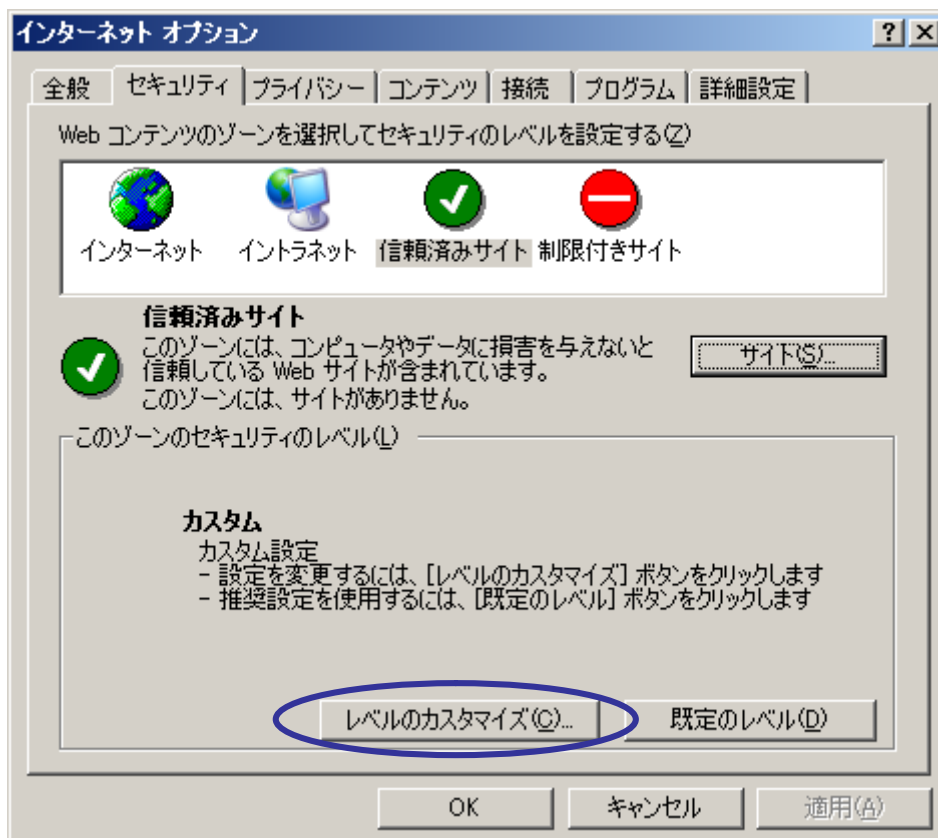 インターネット オプション
全般 セキュリティ プライバシー コンテンツ 接続 プログラム 詳細設定
Web コンテンツのゾーンを選択してセキュリティのレベルを設定する(Z)
インターネット イントラネット 信頼済みサイト 制限付きサイト
信頼済みサイト
このゾーンには、コンピュータやデータに損害を与えないと
信頼している Web サイトが含まれています。
このゾーンには、サイトがありません。
サイト(S)...
このゾーンのセキュリティのレベル(L)
カスタム
カスタム設定
- 設定を変更するには、[レベルのカスタマイズ] ボタンをクリックします
- 推奨設定を使用するには、[既定のレベル] ボタンをクリックします
レベルのカスタマイズ(C)... 既定のレベル(D)
OK キャンセル 適用(A)